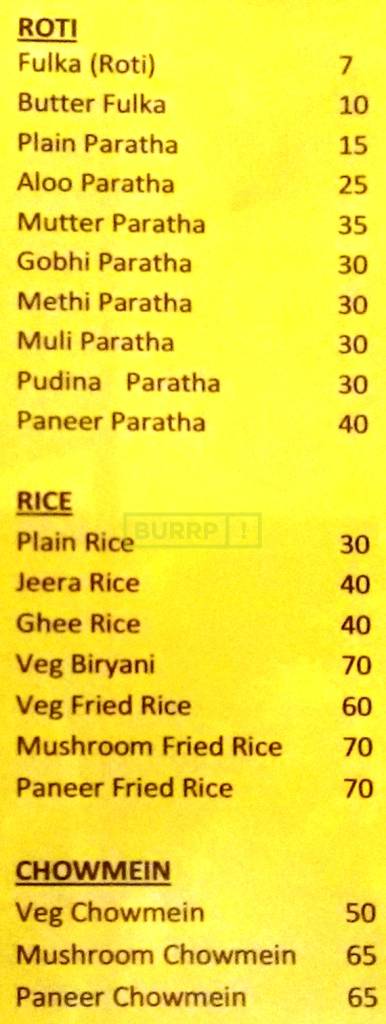 ROTI
Fulka (Roti) 7
Butter Fulka 10
Plain Paratha 15
Aloo Paratha 25
Mutter Paratha 35
Gobhi Paratha 30
Methi Paratha 30
Muli Paratha 30
Pudina Paratha 30
Paneer Paratha 40
RICE
BURRP!
Plain Rice 30
Jeera Rice 40
Ghee Rice 40
Veg Biryani 70
Veg Fried Rice 60
Mushroom Fried Rice 70
Paneer Fried Rice 70
CHOWMEIN
Veg Chowmein 50
Mushroom Chowmein 65
Paneer Chowmein 65